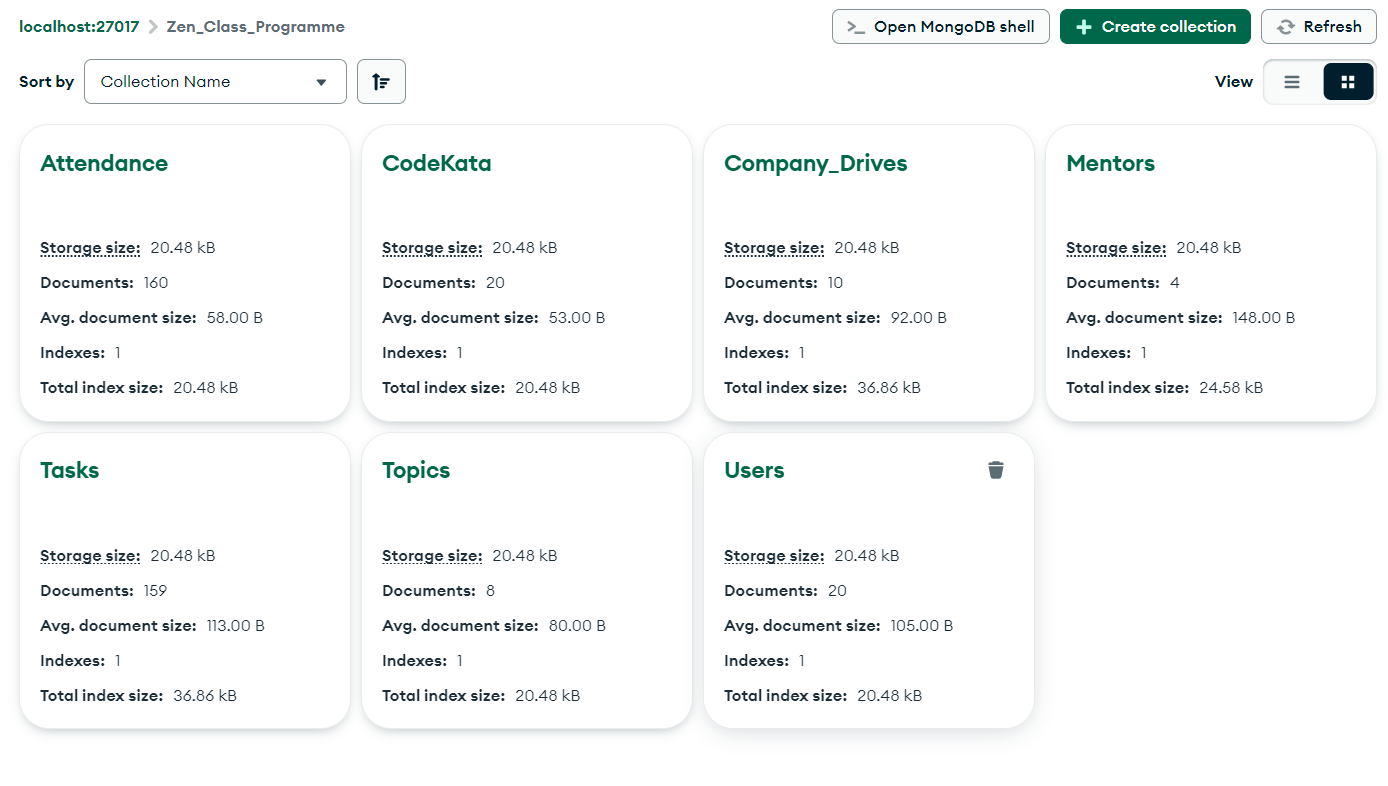 localhost:27017 Zen_Class_Programme
>_ Open MongoDB shell
Create collection
Refresh
Sort by
Collection Name
View
Attendance
Storage size: 20.48 kB
Documents: 160
Avg. document size: 58.00 B
Indexes: 1
Total index size: 20.48 kB
CodeKata
Storage size: 20.48 kB
Documents: 20
Avg. document size: 53.00 B
Indexes: 1
Total index size: 20.48 kB
Company_Drives
Storage size: 20.48 kB
Documents: 10
Avg. document size: 92.00 B
Indexes: 1
Total index size: 36.86 kB
Mentors
Storage size: 20.48 kB
Documents: 4
Avg. document size: 148.00 B
Indexes: 1
Total index size: 24.58 kB
Tasks
Storage size: 20.48 kB
Documents: 159
Avg. document size: 113.00 B
Indexes: 1
Total index size: 36.86 kB
Topics
Storage size: 20.48 kB
Documents: 8
Avg. document size: 80.00 B
Indexes: 1
Total index size: 20.48 kB
Users
Storage size: 20.48 kB
Documents: 20
Avg. document size: 105.00 B
Indexes: 1
Total index size: 20.48 kB